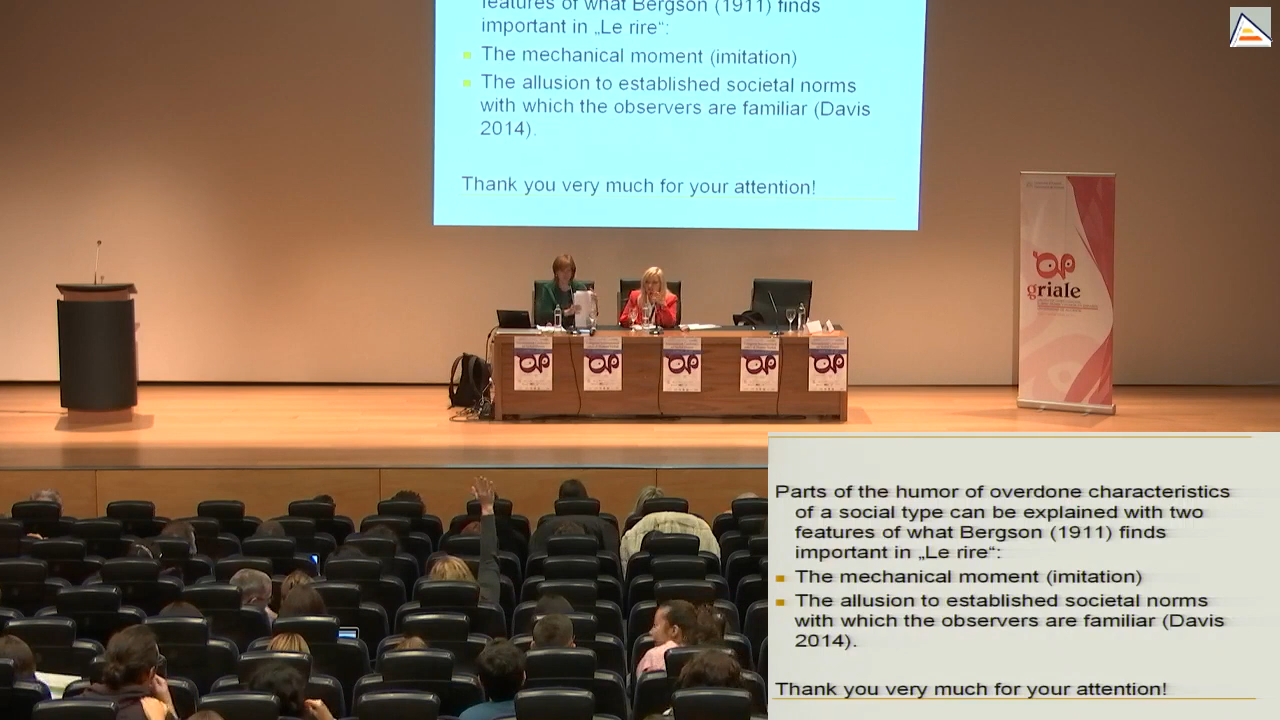 features of what Bergson (1911) finds
important in „Le rire“:
The mechanical moment (imitation)
The allusion to established societal norms
with which the observers are familiar (Davis
2014).
Thank you very much for your attention!
griale
Parts of the humor of overdone characteristics
of a social type can be explained with two
features of what Bergson (1911) finds
important in „Le rire“:
The mechanical moment (imitation)
The allusion to established societal norms
with which the observers are familiar (Davis
2014).
Thank you very much for your attention!